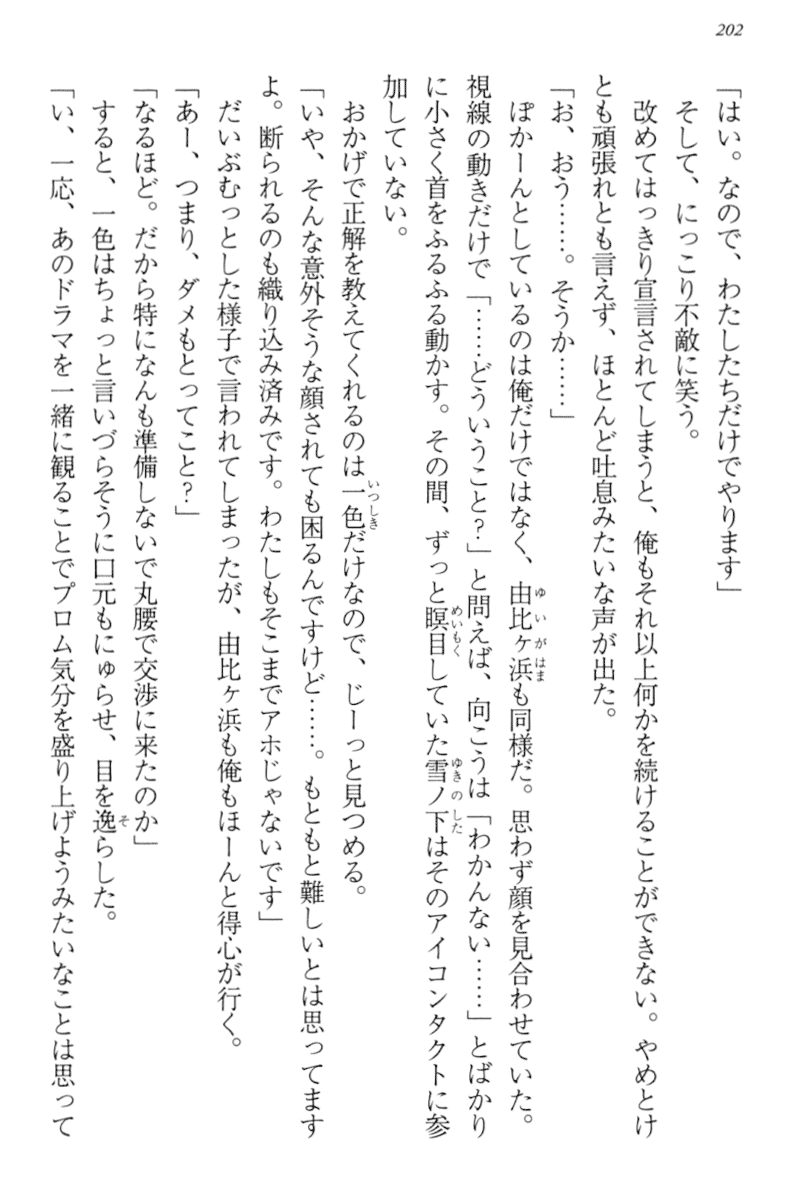 202
「はい。なので、わたしたちだけでやります」
そして、にっこり不敵に笑う。
改めてはっきり宣言されてしまうと、俺もそれ以上何かを続けることができない。やめとけ
とも頑張れとも言えず、ほとんど吐息みたいな声が出た。
「お、おう……。そうか……」
ぽかーんとしているのは俺だけではなく、由比ヶ浜も同様だ。思わず顔を見合わせていた。
視線の動きだけで「……どういうこと？」と問えば、向こうは「わかんない……」とばかり
に小さく首をふるふる動かす。その間、ずっと瞑目していた雪ノ下はそのアイコンタクトに参
加していない。
おかげで正解を教えてくれるのは一色だけなので、じーっと見つめる。
「いや、そんな意外そうな顔されても困るんですけど……。もともと難しいとは思ってます
よ。断られるのも織り込み済みです。わたしもそこまでアホじゃないです」
だいぶむっとした様子で言われてしまったが、由比ヶ浜も俺もほーんと得心が行く。
「あー、つまり、ダメもとってこと？」
「なるほど。だから特になんも準備しないで丸腰で交渉に来たのか」
すると、一色はちょっと言いづらそうに口元もにゅらせ、目を逸らした。
「い、一応、あのドラマを一緒に観ることでプロム気分を盛り上げようみたいなことは思って